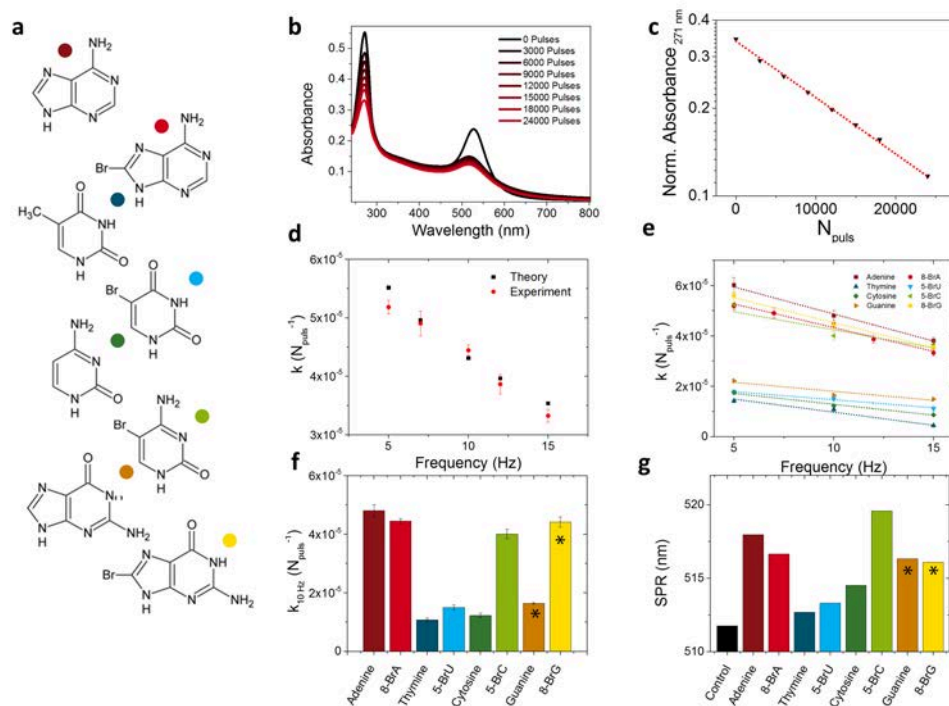 a
NH₂
N
N
N
N
H
NH₂
Br
N
N
N
N
H
O
H₃C
NH
N
H
O
O
Br
NH
N
H
O
NH₂
N
N
H
O
NH₂
Br
N
N
H
O
O
N
N
N
H
N
NH₂
O
N
NH
Br
N
H
N
NH₂
b
0 Pulses
3000 Pulses
6000 Pulses
9000 Pulses
12000 Pulses
15000 Pulses
18000 Pulses
24000 Pulses
Absorbance
0.5
0.4
0.3
0.2
0.1
300 400 500 600 700 800
Wavelength (nm)
c
Norm. Absorbance 271 nm
0.4
0.3
0.2
0.1
0 10000 20000
Npuls
d
Theory
Experiment
k (Npuls⁻¹)
6x10⁻⁵
5x10⁻⁵
4x10⁻⁵
3x10⁻⁵
5 10 15
Frequency (Hz)
e
Adenine 8-BrA
Thymine 5-BrU
Cytosine 5-BrC
Guanine 8-BrG
k (Npuls⁻¹)
6x10⁻⁵
4x10⁻⁵
2x10⁻⁵
0
5 10 15
Frequency (Hz)
f
k10 Hz (Npuls⁻¹)
6x10⁻⁵
4x10⁻⁵
2x10⁻⁵
0
* *
Adenine
8-BrA
Thymine
5-BrU
Cytosine
5-BrC
Guanine
8-BrG
g
SPR (nm)
520
515
510
* *
Control
Adenine
8-BrA
Thymine
5-BrU
Cytosine
5-BrC
Guanine
8-BrG